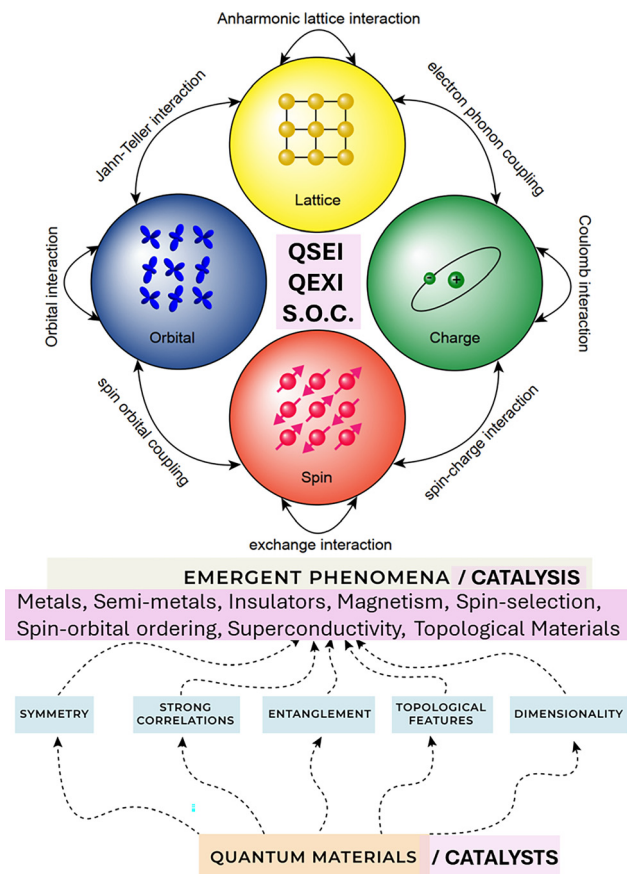 Anharmonic lattice interaction
Jahn-Teller interaction
electron phonon coupling
Lattice
Orbital interaction
Orbital
QSEI
QEXI
S.O.C.
-
+
Charge
Coulomb interaction
spin orbital coupling
Spin
spin-charge interaction
exchange interaction
EMERGENT PHENOMENA / CATALYSIS
Metals, Semi-metals, Insulators, Magnetism, Spin-selection,
Spin-orbital ordering, Superconductivity, Topological Materials
SYMMETRY
STRONG
CORRELATIONS
ENTANGLEMENT
TOPOLOGICAL
FEATURES
DIMENSIONALITY
QUANTUM MATERIALS / CATALYSTS